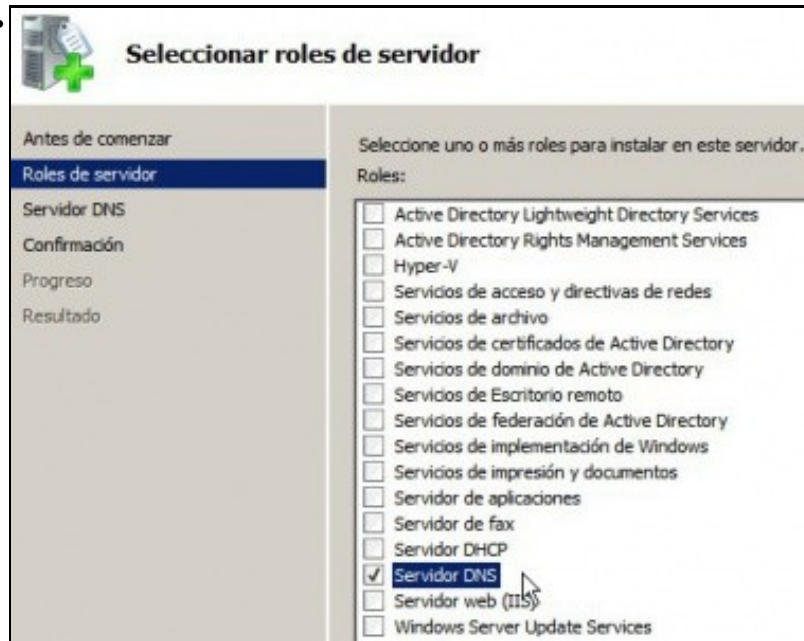 Seleccionar roles de servidor
Antes de comenzar
Roles de servidor
Servidor DNS
Confirmación
Progreso
Resultado
Seleccione uno o más roles para instalar en este servidor.
Roles:
Active Directory Lightweight Directory Services
Active Directory Rights Management Services
Hyper-V
Servicios de acceso y directivas de redes
Servicios de archivo
Servicios de certificados de Active Directory
Servicios de dominio de Active Directory
Servicios de Escritorio remoto
Servicios de federación de Active Directory
Servicios de implementación de Windows
Servicios de impresión y documentos
Servidor de aplicaciones
Servidor de fax
Servidor DHCP
Servidor DNS
Servidor web (IIS)
Windows Server Update Services